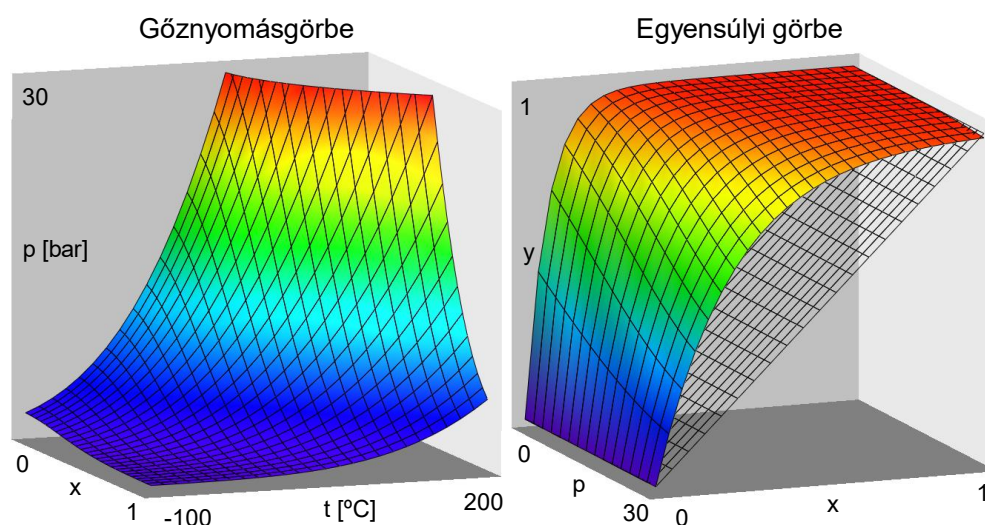 Gőznyomásgörbe
30
p [bar]
0
x
1
-100
t [ºC]
200
Egyensúlyi görbe
1
y
0
p
30
0
x
1